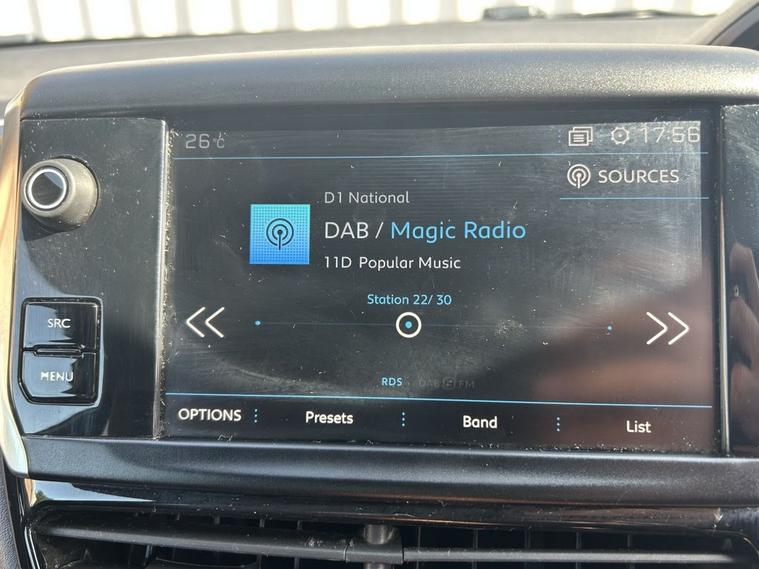 26°C 17:56
SOURCES
D1 National
DAB / Magic Radio
11D Popular Music
Station 22/ 30
SRC
MENU
RDS DAB FM
OPTIONS Presets Band List